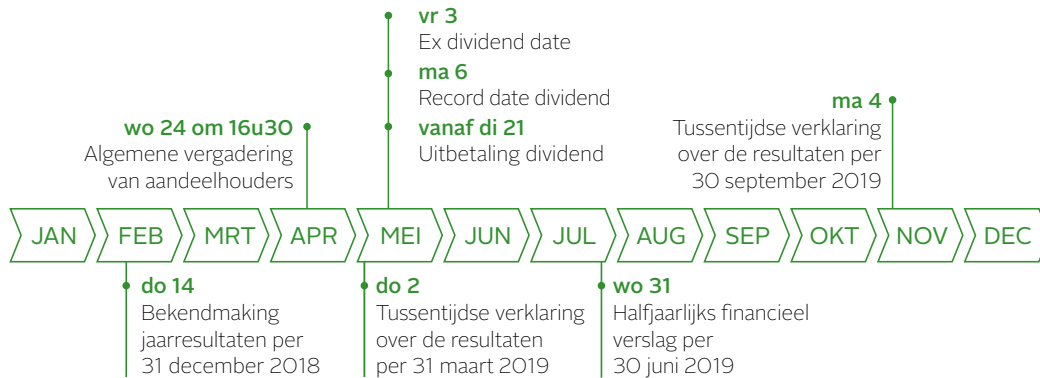 vr 3
Ex dividend date
ma 6
Record date dividend
vanaf di 21
Uitbetaling dividend
wo 24 om 16u30
Algemene vergadering
van aandeelhouders
ma 4
Tussentijdse verklaring
over de resultaten per
30 september 2019
JAN FEB MRT APR MEI JUN JUL AUG SEP OKT NOV DEC
do 14
Bekendmaking
jaarresultaten per
31 december 2018
do 2
Tussentijdse verklaring
over de resultaten
per 31 maart 2019
wo 31
Halfjaarlijks financieel
verslag per
30 juni 2019